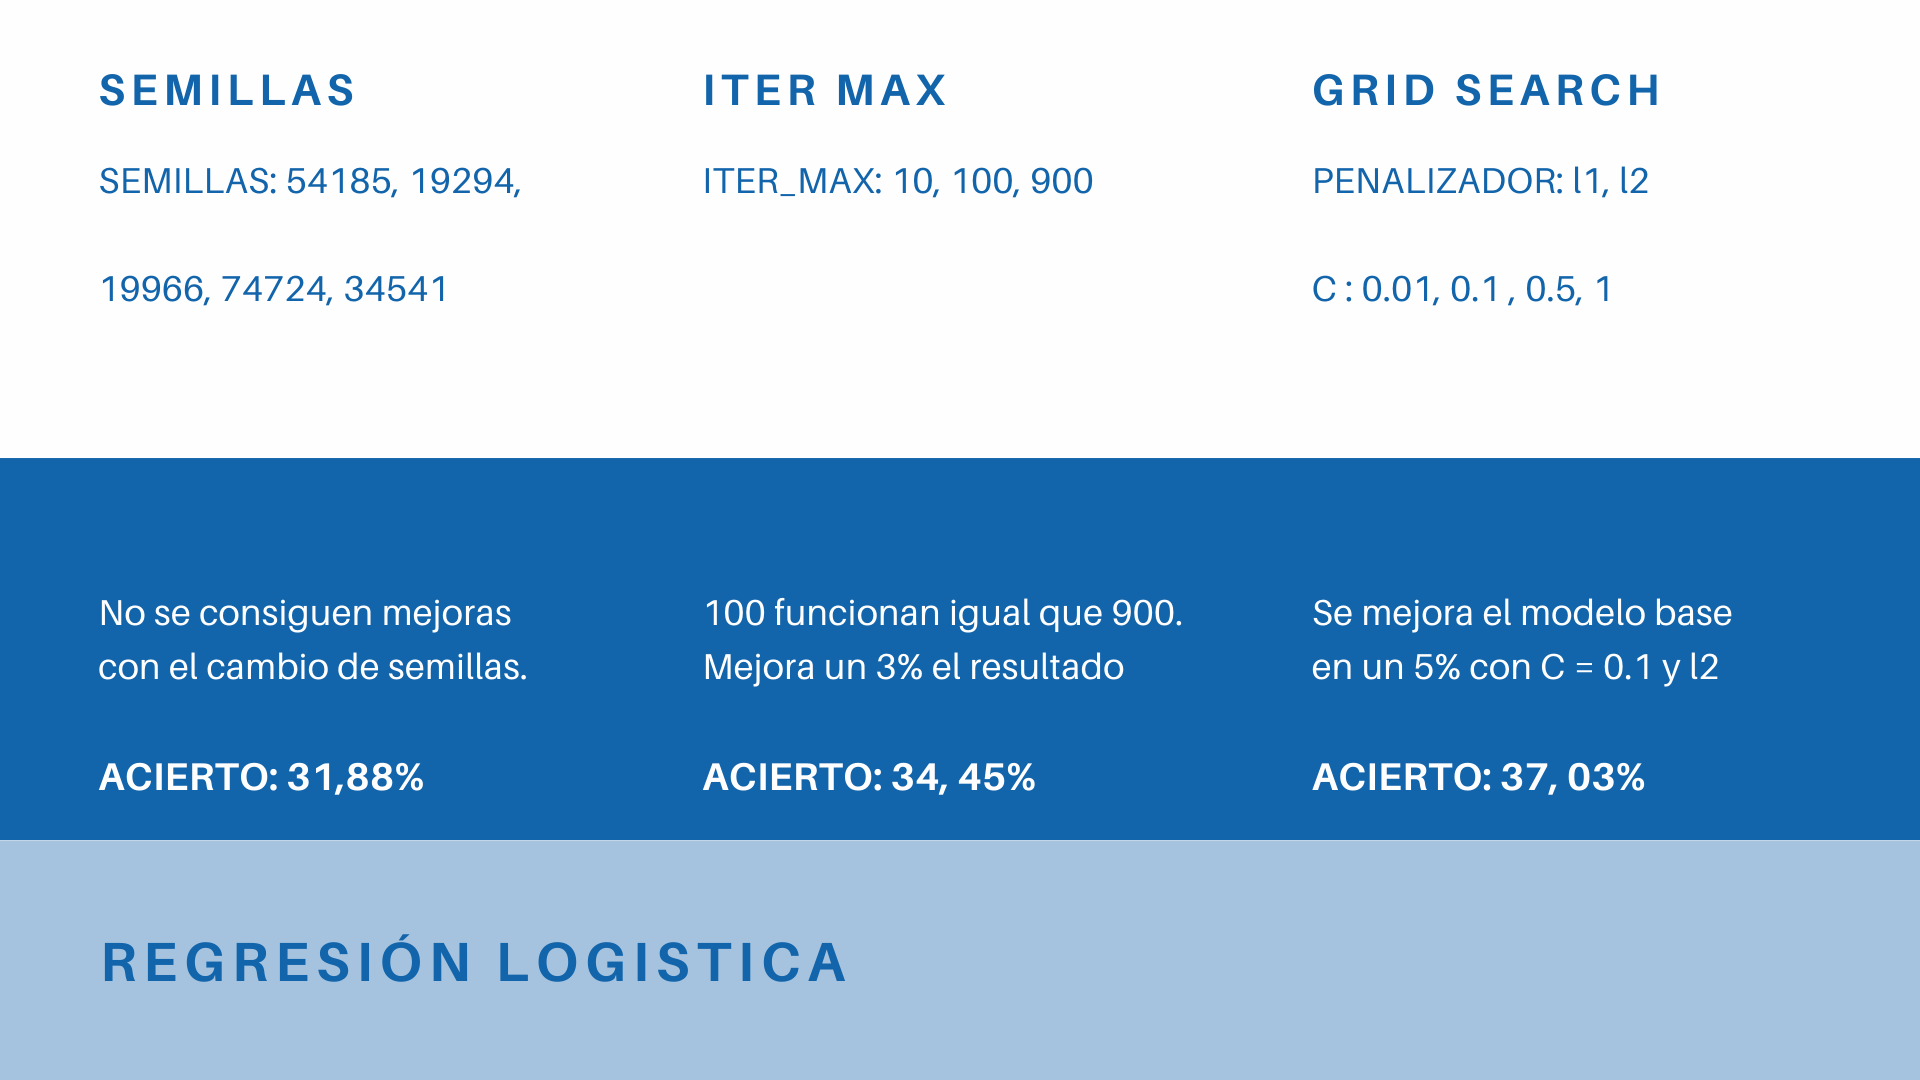 SEMILLAS
SEMILLAS: 54185, 19294,
19966, 74724, 34541
ITER MAX
ITER_MAX: 10, 100, 900
GRID SEARCH
PENALIZADOR: l1, l2
C : 0.01, 0.1 , 0.5, 1
No se consiguen mejoras
con el cambio de semillas.
ACIERTO: 31,88%
100 funcionan igual que 900.
Mejora un 3% el resultado
ACIERTO: 34, 45%
Se mejora el modelo base
en un 5% con C = 0.1 y l2
ACIERTO: 37, 03%
REGRESIÓN LOGISTICA